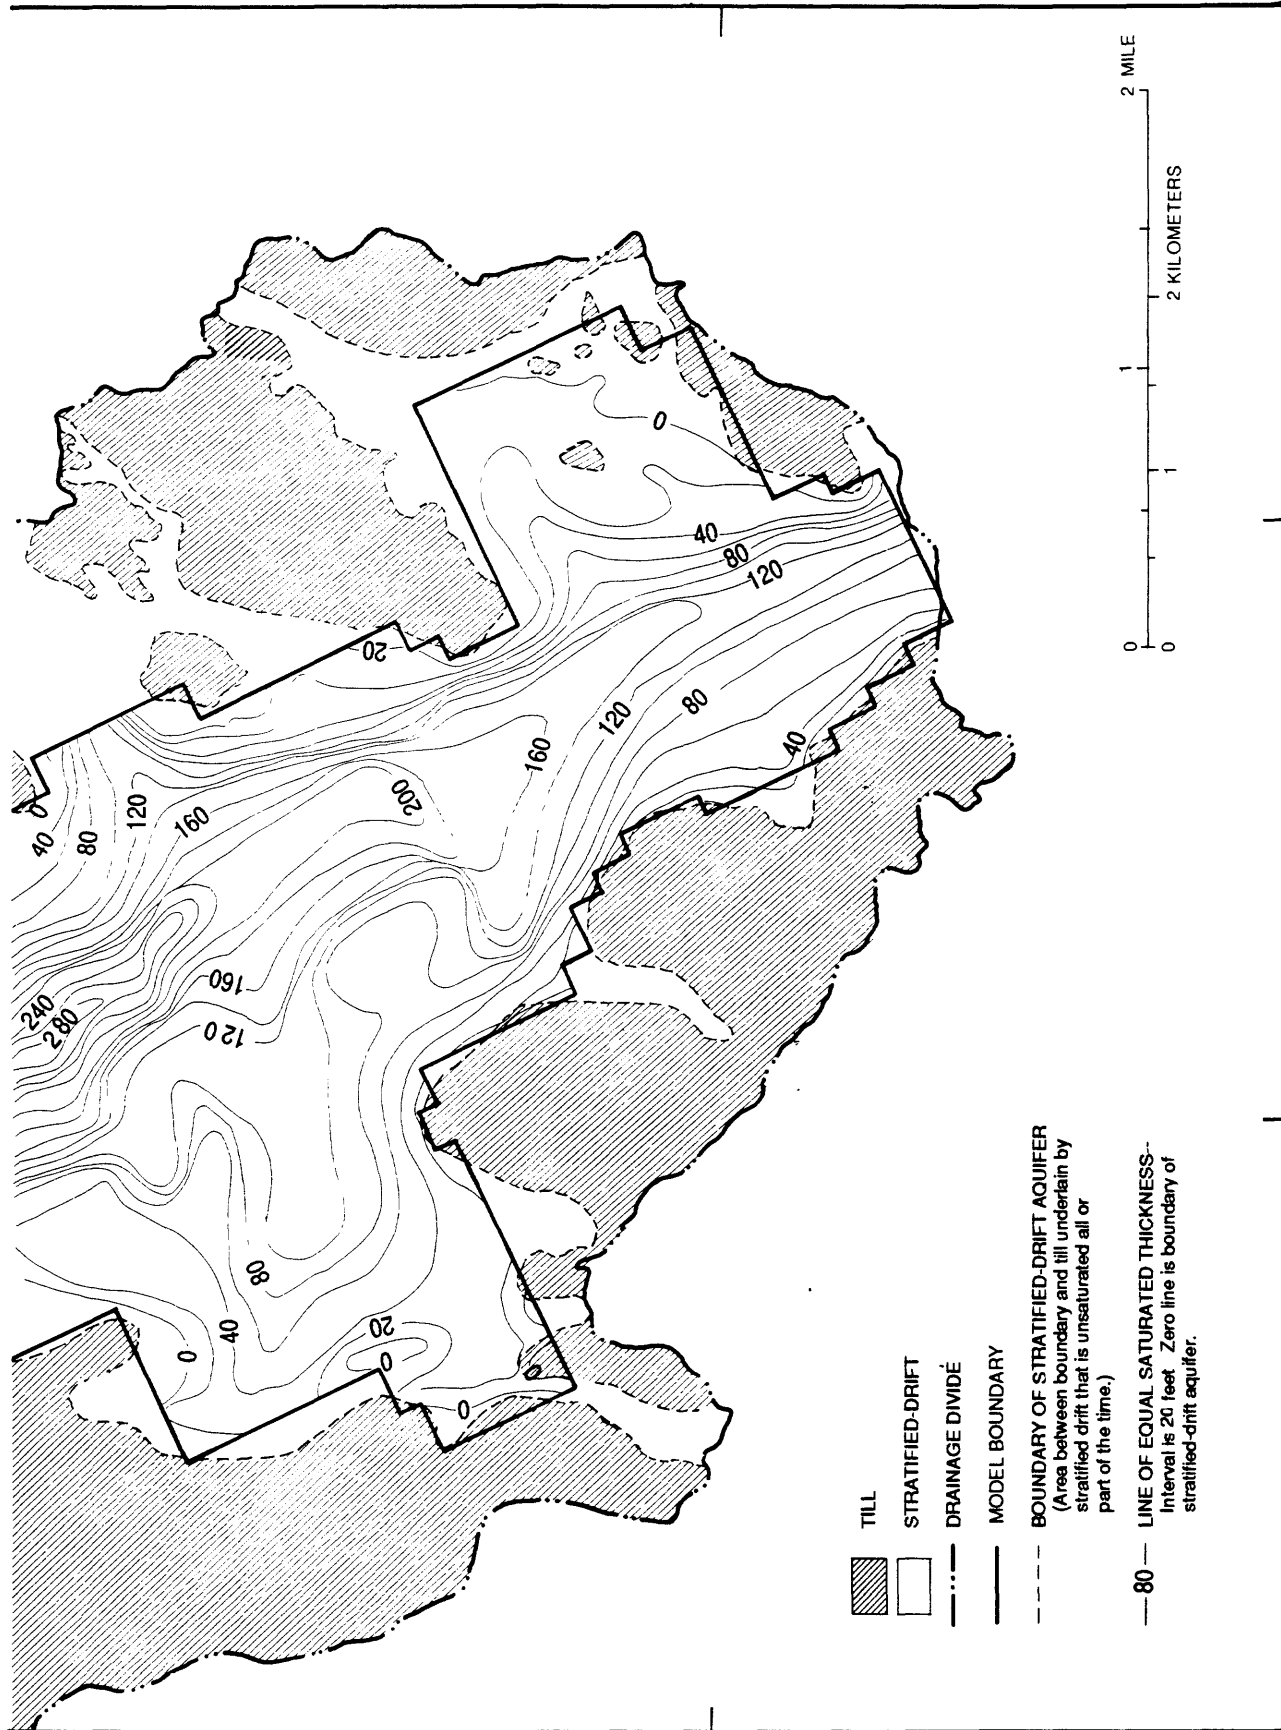 2 MILE
2 KILOMETERS
1
1
0
0
0
40
80
120
20
120
80
160
40
200
0
40
80
120
160
240
280
160
120
80
40
0
20
0
0
0
TILL
STRATIFIED-DRIFT
DRAINAGE DIVIDE
MODEL BOUNDARY
BOUNDARY OF STRATIFIED-DRIFT AQUIFER
(Area between boundary and till underlain by
stratified drift that is unsaturated all or
part of the time.)
—80— LINE OF EQUAL SATURATED THICKNESS--
Interval is 20 feet Zero line is boundary of
stratified-drift aquifer.